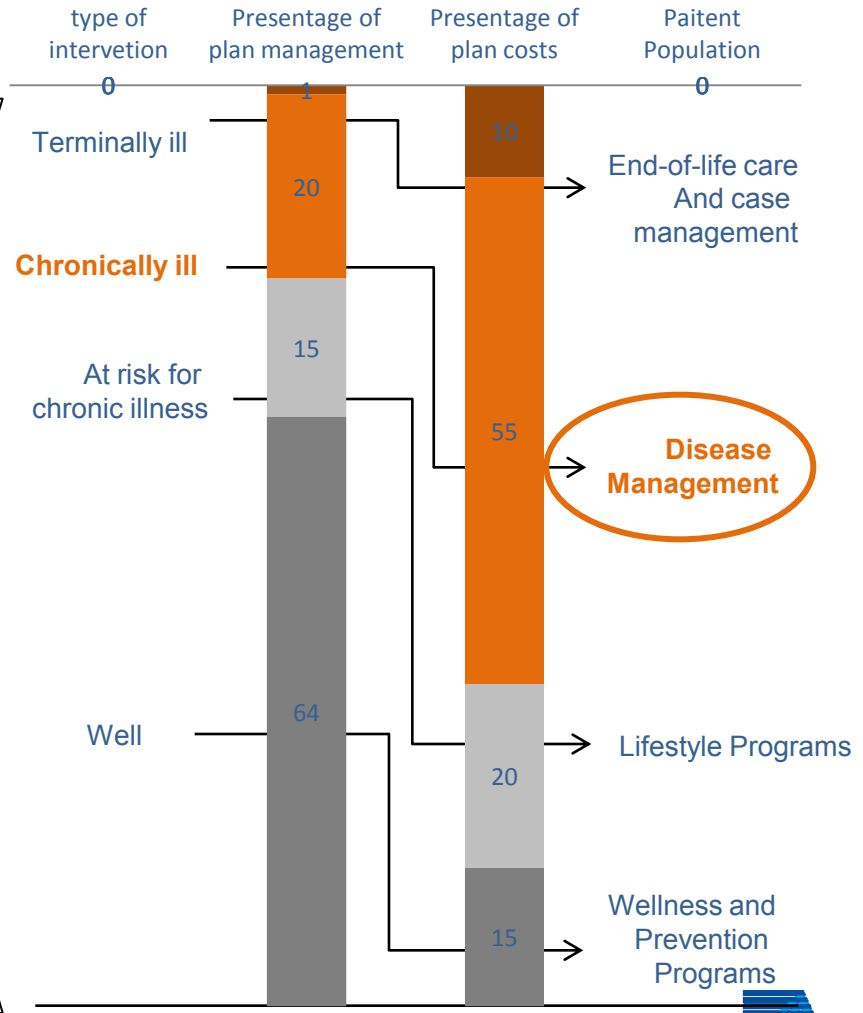 type of
intervetion
Presentage of
plan management
Presentage of
plan costs
Paitent
Population
0
1
10
0
Terminally ill
20
End-of-life care
And case
management
Chronically ill
15
At risk for
chronic illness
55
Disease
Management
64
Well
20
Lifestyle Programs
15
Wellness and
Prevention
Programs